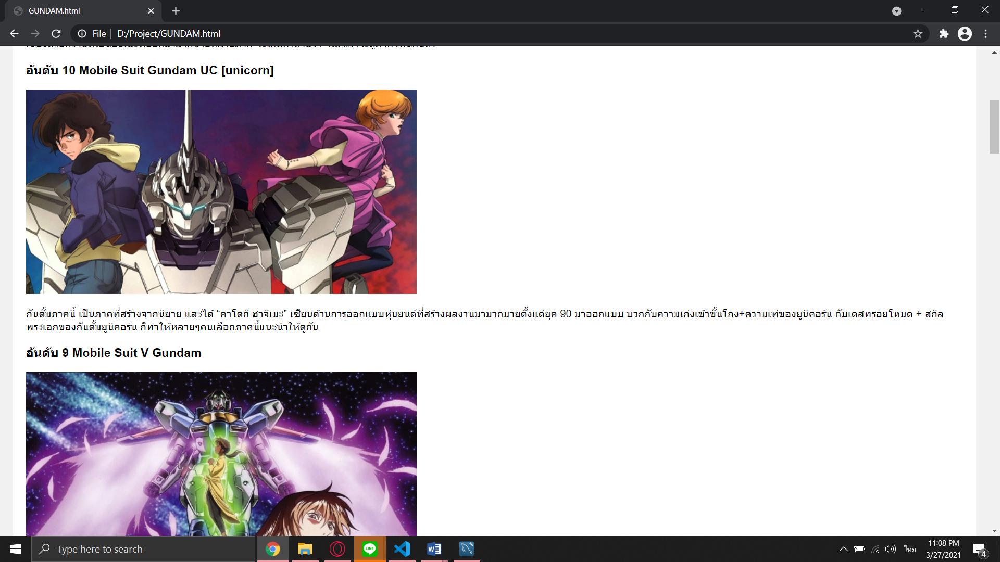 GUNDAM.html
File
D:/Project/GUNDAM.html
อันดับ 10 Mobile Suit Gundam UC [unicorn]
กันดั้มภาคนี้ เป็นภาคที่สร้างจากนิยาย และได้ “คาโตกิ ฮาจิเมะ” เซียนด้านการออกแบบหุ่นยนต์ที่สร้างผลงานมามากมายตั้งแต่ยุค 90 มาออกแบบ บวกกับความเก่งเข้าขั้นโกง+ความเท่ของยูนิคอร์น กับเดสทรอยโหมด + สกิล
พระเอกของกันดั้มยูนิคอร์น ก็ทำให้หลายๆคนเลือกภาคนี้แนะนำให้ดูกัน
อันดับ 9 Mobile Suit V Gundam
Type here to search
LINE
ไทย
11:08 PM
3/27/2021
4